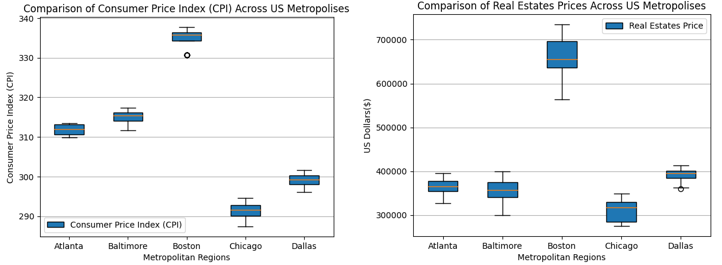 Comparison of Consumer Price Index (CPI) Across US Metropolises
Consumer Price Index (CPI)
340
330
320
310
300
290
Consumer Price Index (CPI)
Atlanta Baltimore Boston Chicago Dallas
Metropolitan Regions
Comparison of Real Estates Prices Across US Metropolises
US Dollars($)
Real Estates Price
700000
600000
500000
400000
300000
Atlanta Baltimore Boston Chicago Dallas
Metropolitan Regions